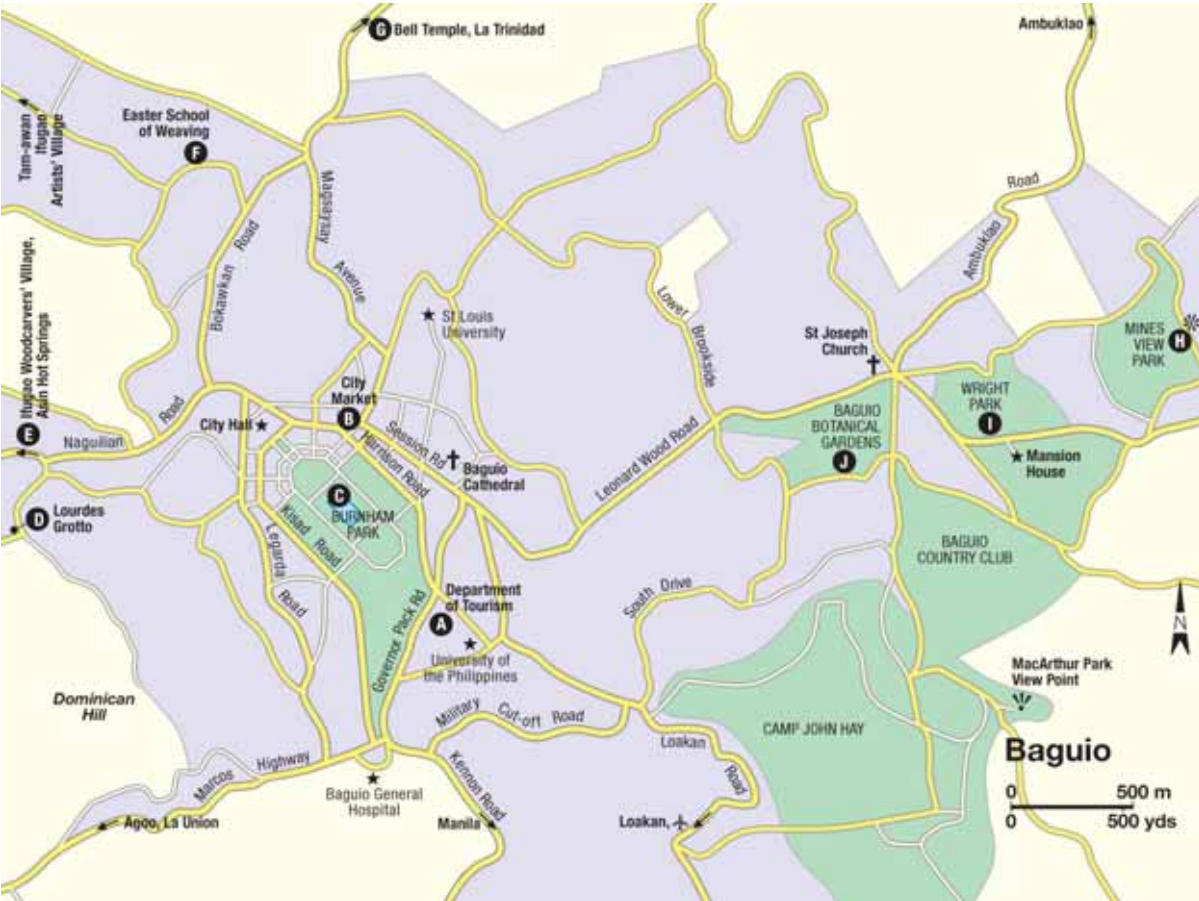 G Bell Temple, La Trinidad
Ambuklao
Easter School
of Weaving
F
Tam-awan
Ifugao
Artists' Village
Magsaysay
Avenue
Bokawkan Road
Ambuklao Road
E Ifugao Woodcarvers' Village,
Asin Hot Springs
Naguilian Road
St Louis
University
Lower Brookside
St Joseph
Church
MINES
VIEW
PARK
H
WRIGHT
PARK
I
City
Market
B
City Hall
Session Rd
Harrison Road
Baguio
Cathedral
Leonard Wood Road
BAGUIO
BOTANICAL
GARDENS
J
Mansion
House
C
BURNHAM
PARK
D
Lourdes
Grotto
Kisad Road
Legarda Road
BAGUIO
COUNTRY CLUB
South Drive
Department
of Tourism
A
Governor Pack Rd
University of
the Philippines
N
MacArthur Park
View Point
Dominican
Hill
Military Cut-off Road
CAMP JOHN HAY
Loakan Road
Baguio
Marcos Highway
Kennon Road
Baguio General
Hospital
0 500 m
0 500 yds
Agoo, La Union
Manila
Loakan,